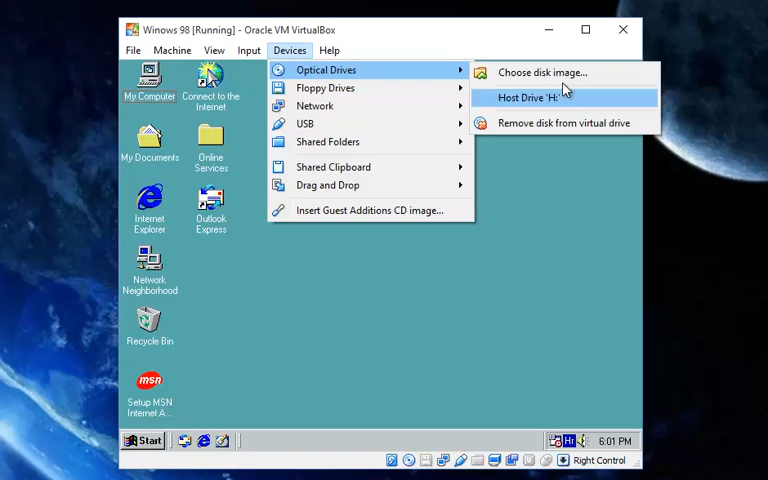 Winows 98 [Running] - Oracle VM VirtualBox
File Machine View Input Devices Help
Optical Drives
Floppy Drives
Network
USB
Shared Folders
Shared Clipboard
Drag and Drop
Insert Guest Additions CD image...
Choose disk image...
Host Drive 'H:'
Remove disk from virtual drive
My Computer
Connect to the
Internet
My Documents
Online
Services
Internet
Explorer
Outlook
Express
Network
Neighborhood
Recycle Bin
msn
Setup MSN
Internet A...
Start
Hr
6:01 PM
Right Control